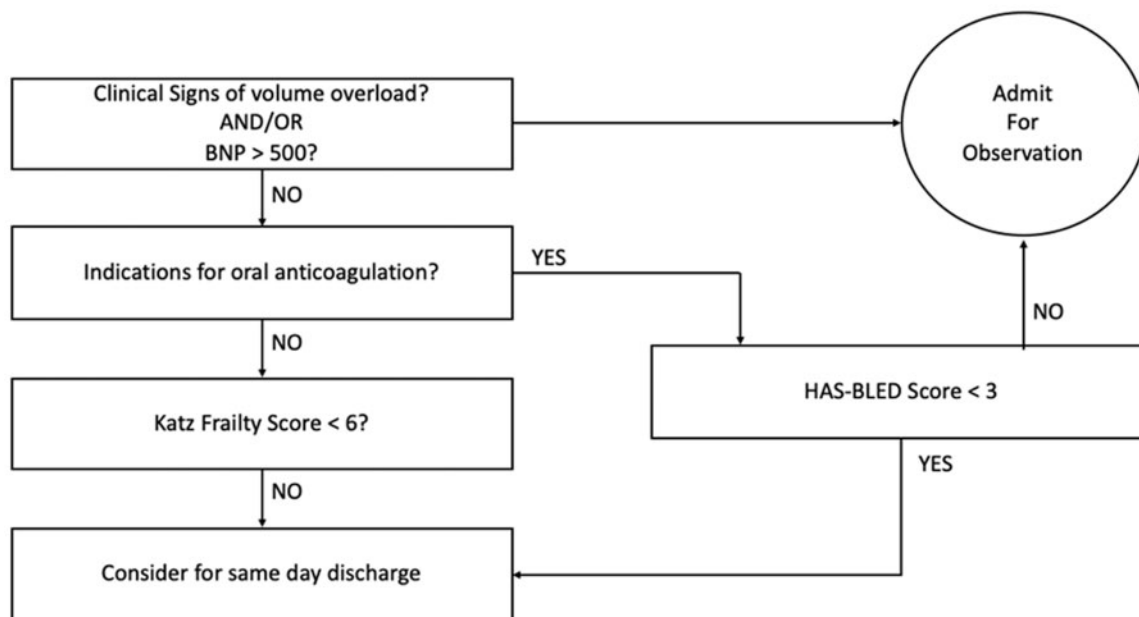 Clinical Signs of volume overload?
AND/OR
BNP > 500?
Admit
For
Observation
NO
Indications for oral anticoagulation?
YES
NO
NO
HAS-BLED Score < 3
Katz Frailty Score < 6?
YES
NO
Consider for same day discharge